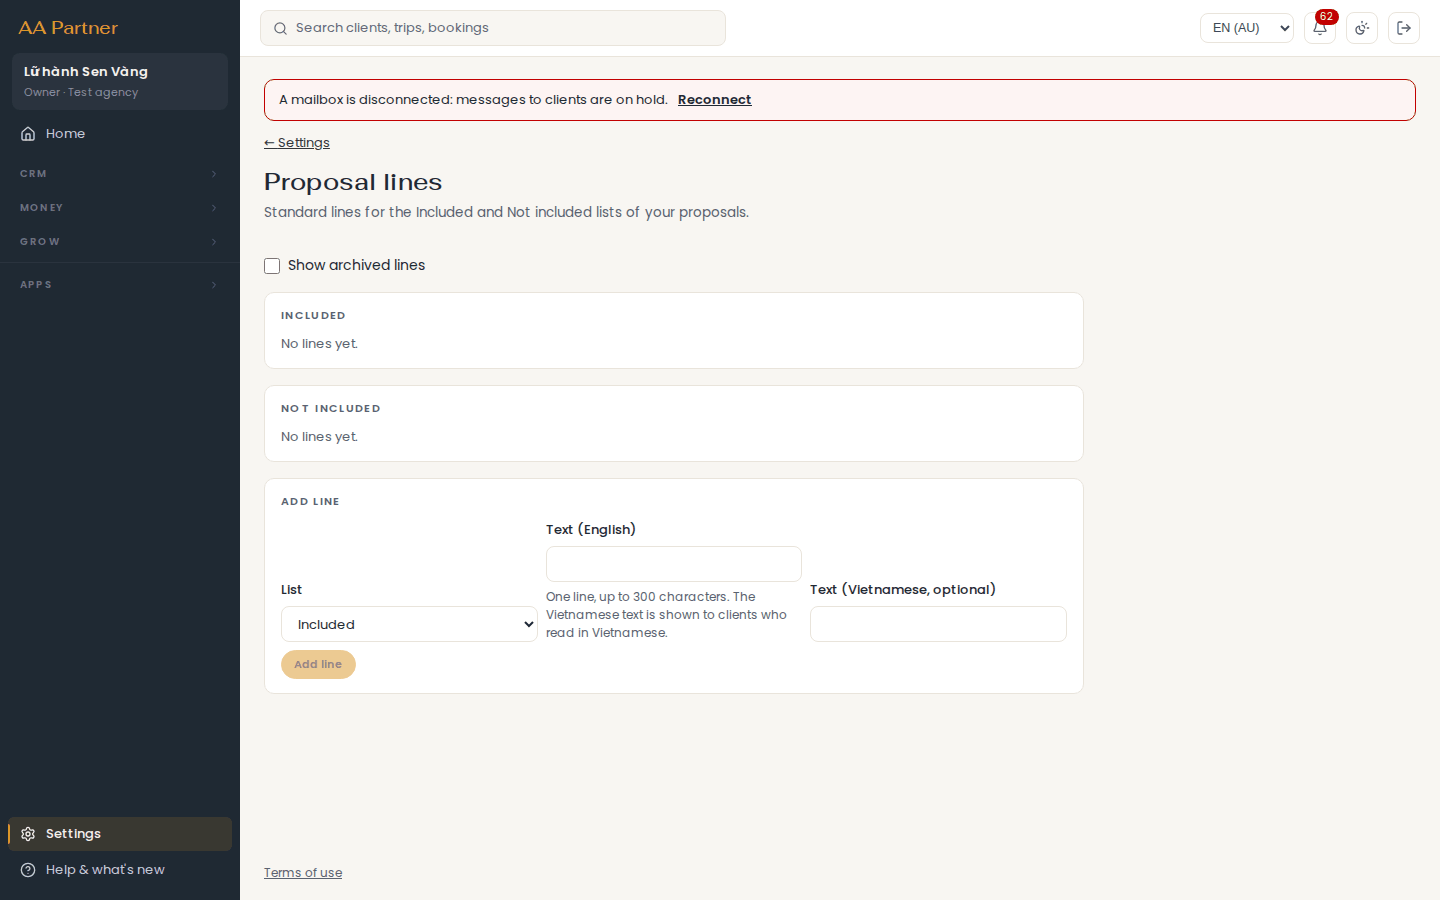 AA Partner
Lữ hành Sen Vàng
Owner · Test agency
Home
CRM
MONEY
GROW
APPS
Settings
Help & what's new
Search clients, trips, bookings
EN (AU)
62
A mailbox is disconnected: messages to clients are on hold. Reconnect
← Settings
Proposal lines
Standard lines for the Included and Not included lists of your proposals.
Show archived lines
INCLUDED
No lines yet.
NOT INCLUDED
No lines yet.
ADD LINE
List
Included
Text (English)
One line, up to 300 characters. The
Vietnamese text is shown to clients who
read in Vietnamese.
Text (Vietnamese, optional)
Add line
Terms of use